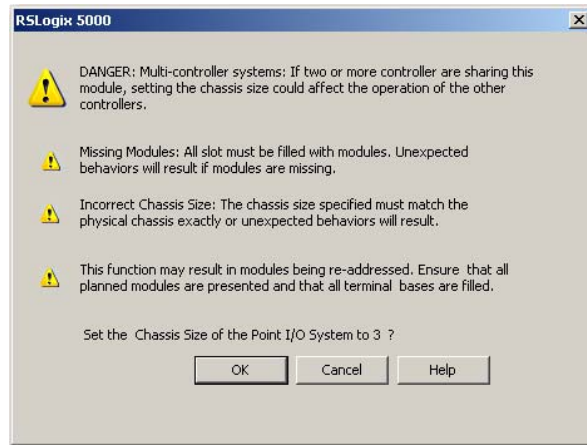 RSLogix 5000
DANGER: Multi-controller systems: If two or more controller are sharing this
module, setting the chassis size could affect the operation of the other
controllers.
Missing Modules: All slot must be filled with modules. Unexpected
behaviors will result if modules are missing.
Incorrect Chassis Size: The chassis size specified must match the
physical chassis exactly or unexpected behaviors will result.
This function may result in modules being re-addressed. Ensure that all
planned modules are presented and that all terminal bases are filled.
Set the Chassis Size of the Point I/O System to 3 ?
OK Cancel Help